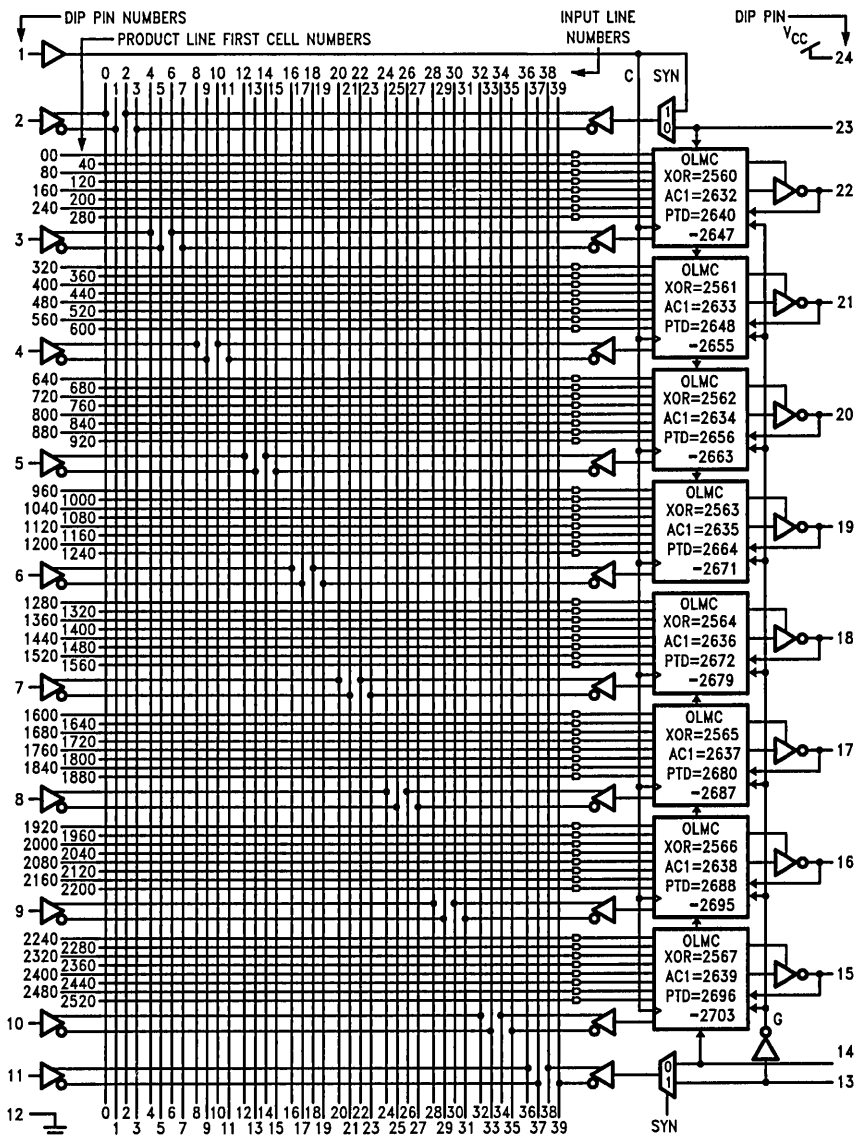 DIP PIN NUMBERS
INPUT LINE NUMBERS
DIP PIN
PRODUCT LINE FIRST CELL NUMBERS
VCC
1
24
C
SYN
0 2 4 6 8 10 12 14 16 18 20 22 24 26 28 30 32 34 36 38
1 3 5 7 9 11 13 15 17 19 21 23 25 27 29 31 33 35 37 39
2
1
0
23
00
40
80
120
160
200
240
280
OLMC
XOR=2560
AC1=2632
PTD=2640
-2647
22
3
320
360
400
440
480
520
560
600
OLMC
XOR=2561
AC1=2633
PTD=2648
-2655
21
4
640
680
720
760
800
840
880
920
OLMC
XOR=2562
AC1=2634
PTD=2656
-2663
20
5
960
1000
1040
1080
1120
1160
1200
1240
OLMC
XOR=2563
AC1=2635
PTD=2664
-2671
19
6
1280
1320
1360
1400
1440
1480
1520
1560
OLMC
XOR=2564
AC1=2636
PTD=2672
-2679
18
7
1600
1640
1680
1720
1760
1800
1840
1880
OLMC
XOR=2565
AC1=2637
PTD=2680
-2687
17
8
1920
1960
2000
2040
2080
2120
2160
2200
OLMC
XOR=2566
AC1=2638
PTD=2688
-2695
16
9
2240
2280
2320
2360
2400
2440
2480
2520
OLMC
XOR=2567
AC1=2639
PTD=2696
-2703
15
10
G
14
11
0
1
13
12
0 2 4 6 8 10 12 14 16 18 20 22 24 26 28 30 32 34 36 38
1 3 5 7 9 11 13 15 17 19 21 23 25 27 29 31 33 35 37 39
SYN